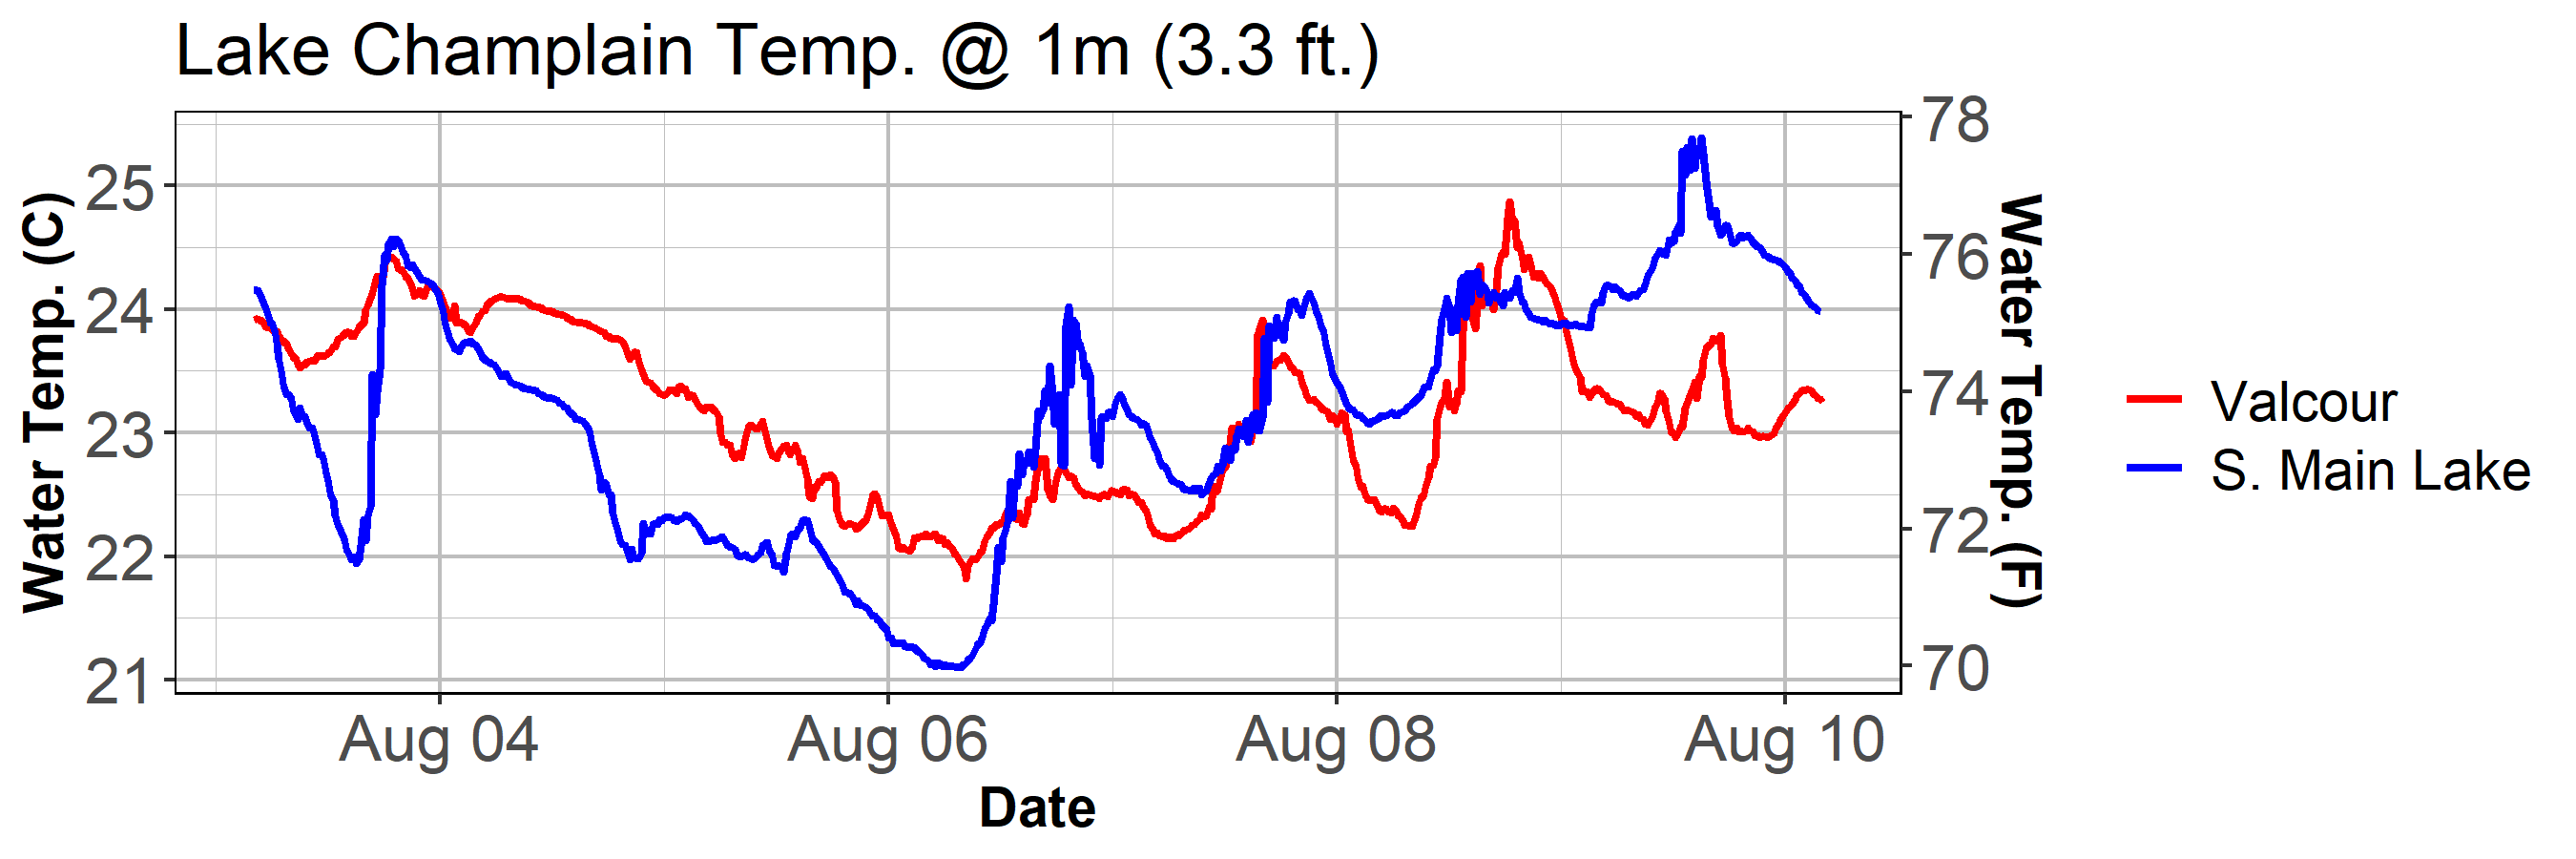 Lake Champlain Temp. @ 1m (3.3 ft.)
Water Temp. (C)
25
24
23
22
21
78
76
74
72
70
Water Temp. (F)
Aug 04
Aug 06
Aug 08
Aug 10
Date
Valcour
S. Main Lake